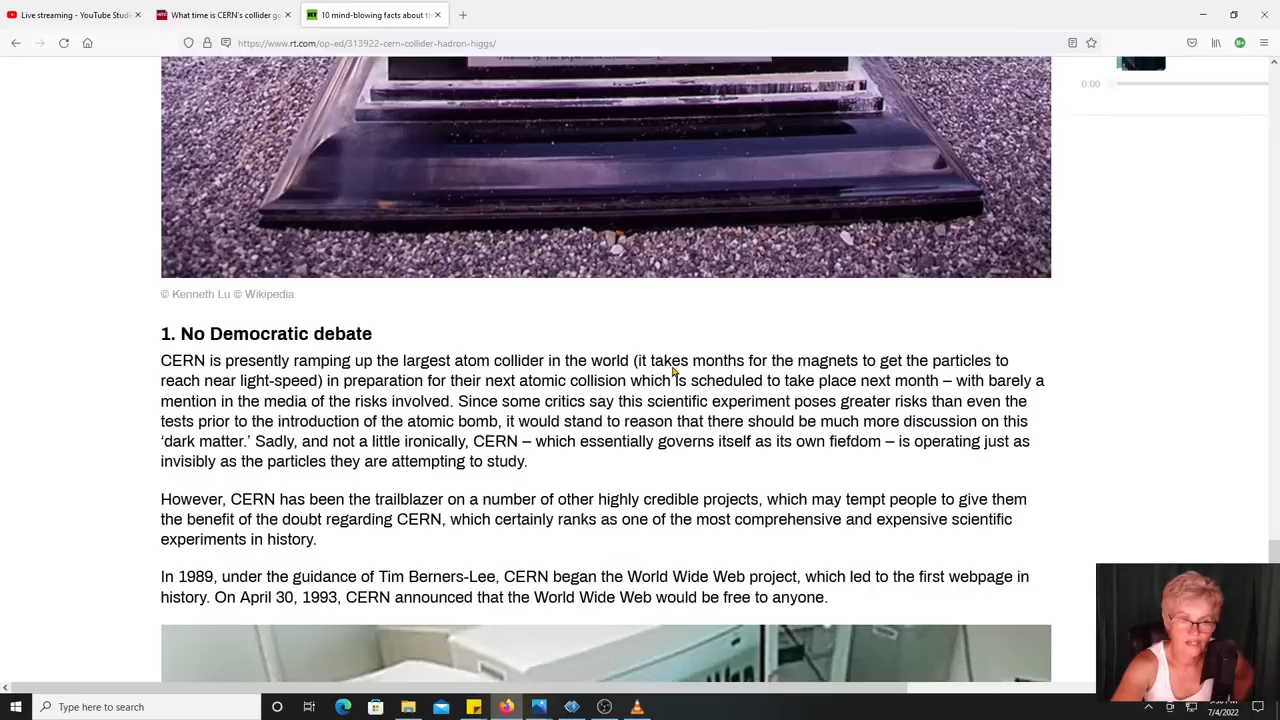 Live streaming - YouTube Studi
What time is CERN's collider go
10 mind-blowing facts about th
https://www.rt.com/op-ed/313922-cern-collider-hadron-higgs/
0:00
© Kenneth Lu © Wikipedia
1. No Democratic debate
CERN is presently ramping up the largest atom collider in the world (it takes months for the magnets to get the particles to
reach near light-speed) in preparation for their next atomic collision which is scheduled to take place next month – with barely a
mention in the media of the risks involved. Since some critics say this scientific experiment poses greater risks than even the
tests prior to the introduction of the atomic bomb, it would stand to reason that there should be much more discussion on this
‘dark matter.’ Sadly, and not a little ironically, CERN – which essentially governs itself as its own fiefdom – is operating just as
invisibly as the particles they are attempting to study.
However, CERN has been the trailblazer on a number of other highly credible projects, which may tempt people to give them
the benefit of the doubt regarding CERN, which certainly ranks as one of the most comprehensive and expensive scientific
experiments in history.
In 1989, under the guidance of Tim Berners-Lee, CERN began the World Wide Web project, which led to the first webpage in
history. On April 30, 1993, CERN announced that the World Wide Web would be free to anyone.
Type here to search
7/4/2022